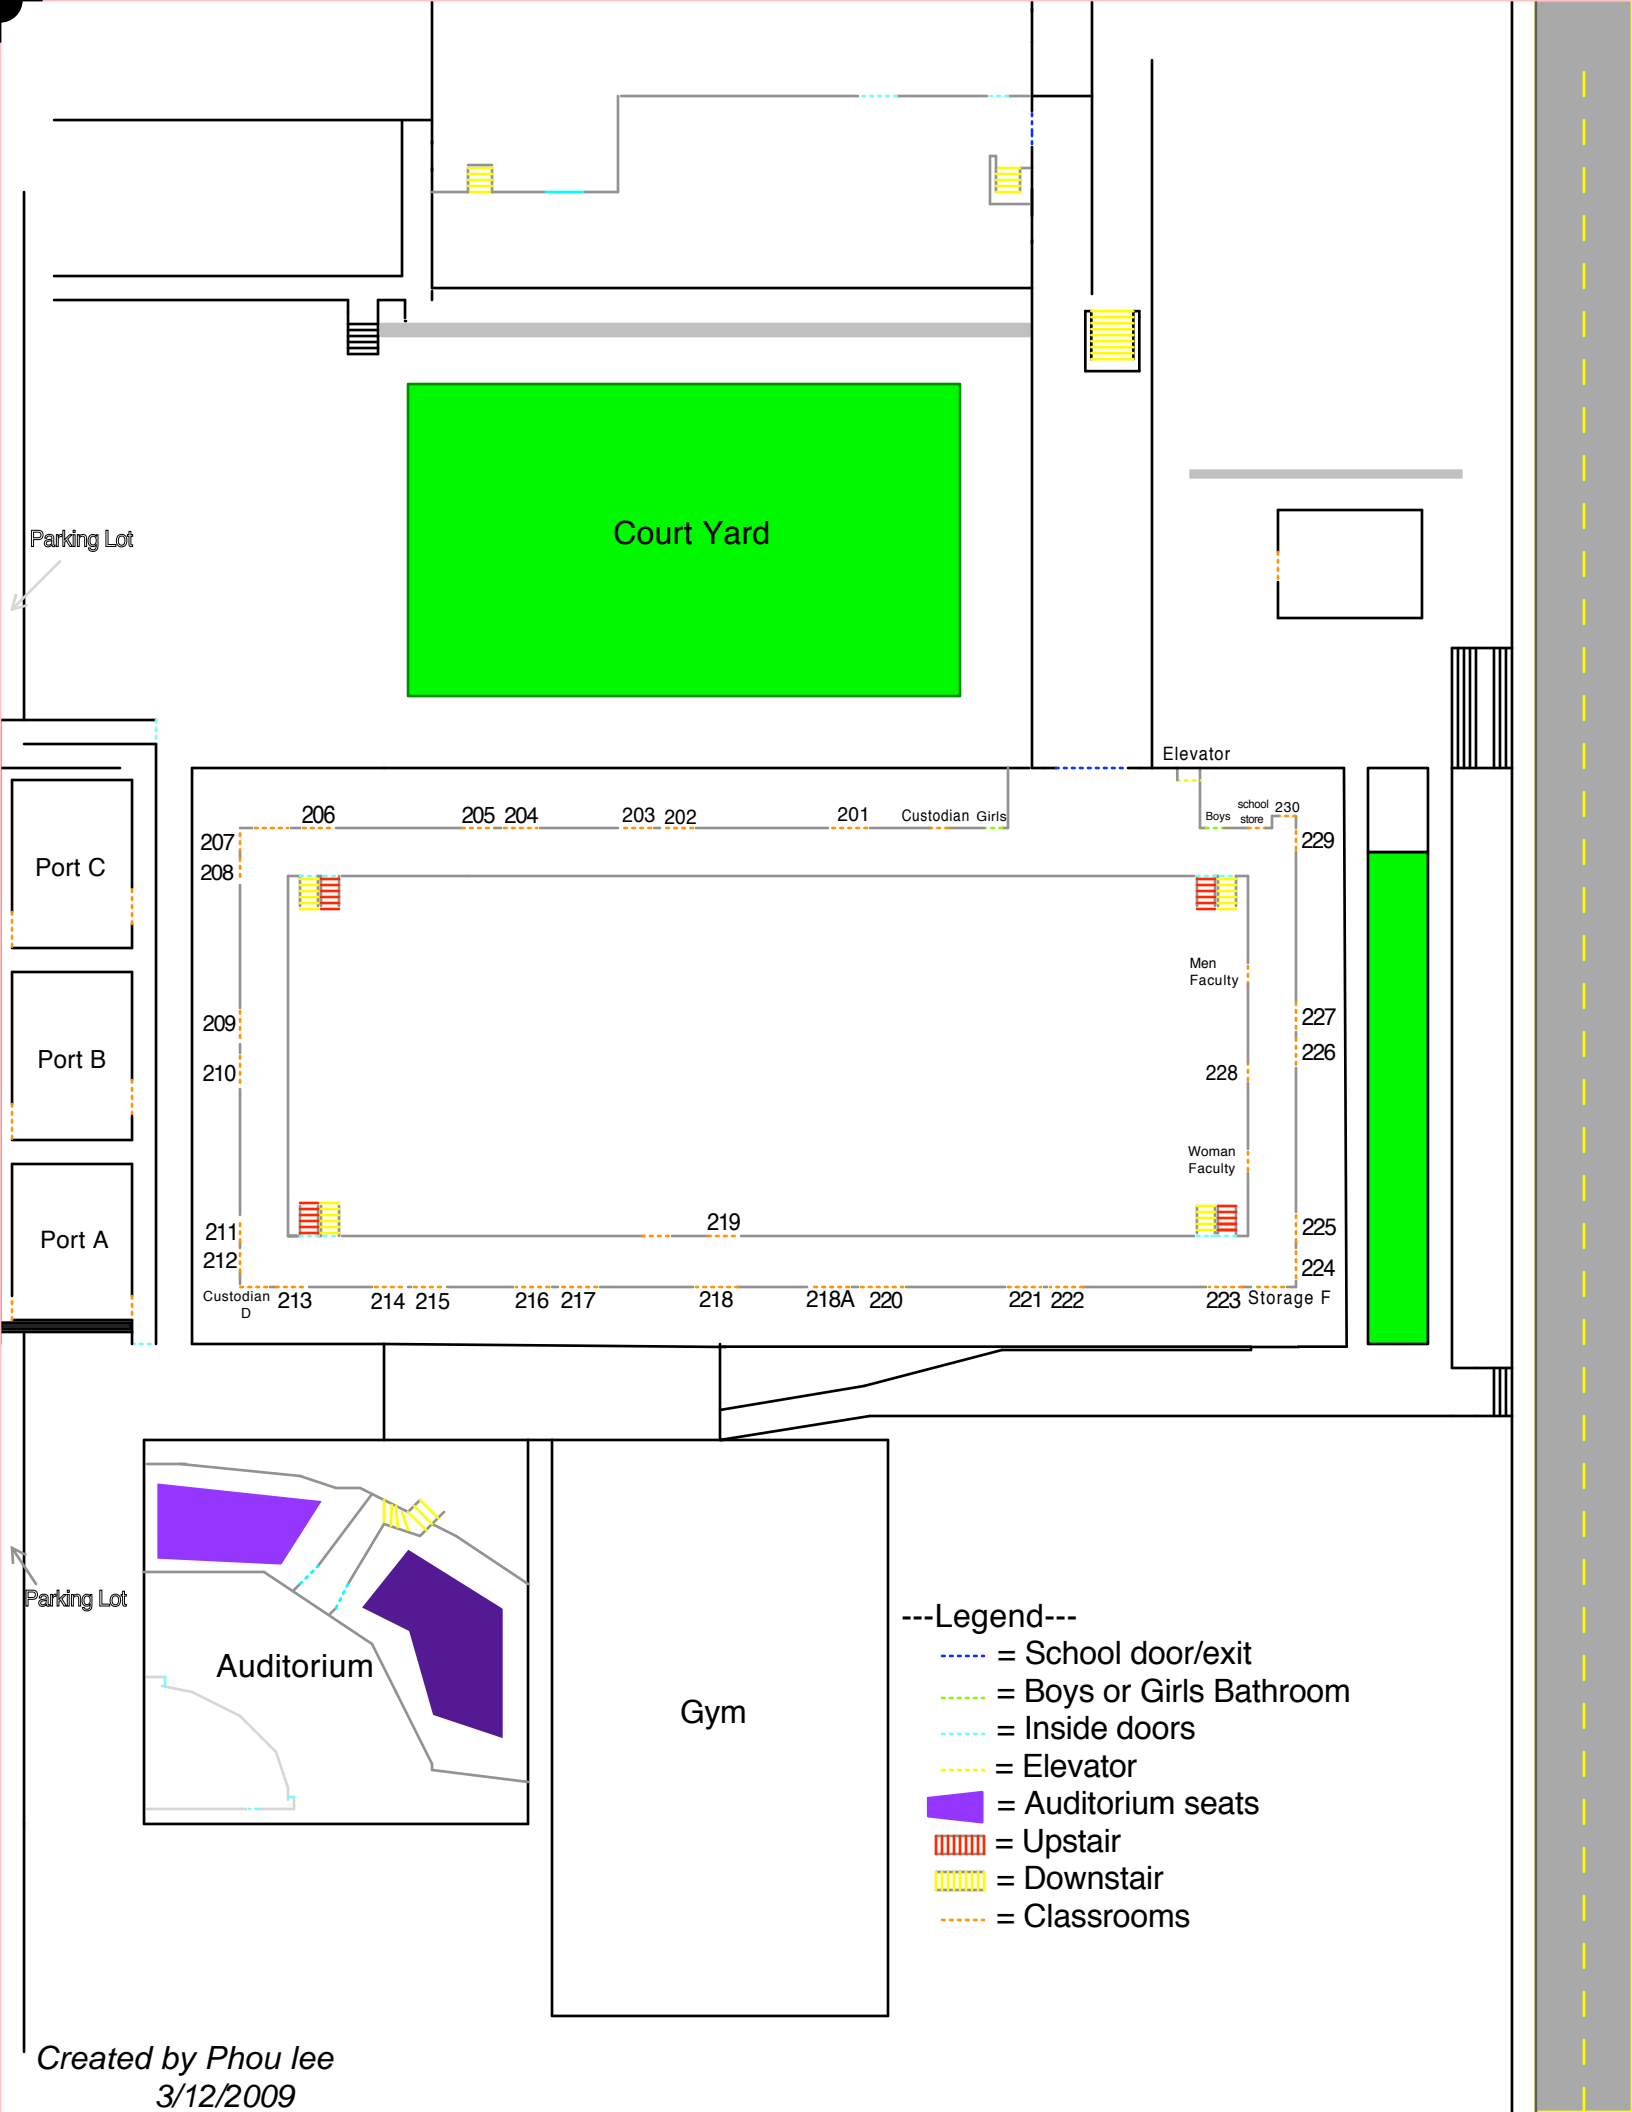 Court Yard
Parking Lot
Elevator
206
205 204
203 202
201
Custodian Girls
Boys
school
store
230
207
208
229
Port C
Men
Faculty
209
210
227
226
228
Port B
Woman
Faculty
211
212
219
225
224
Port A
Custodian
D
213
214 215
216 217
218
218A 220
221 222
223 Storage F
Parking Lot
Auditorium
Gym
---Legend---
= School door/exit
= Boys or Girls Bathroom
= Inside doors
= Elevator
= Auditorium seats
= Upstair
= Downstair
= Classrooms
Created by Phou lee
3/12/2009